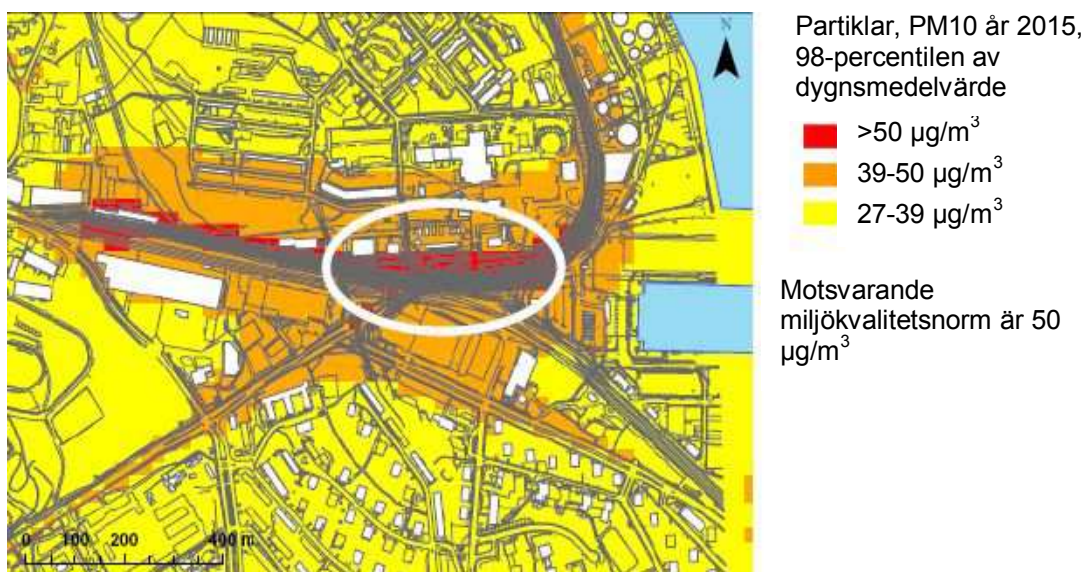 N
Partiklar, PM10 år 2015,
98-percentilen av
dygnsmedelvärde
>50 µg/m³
39-50 µg/m³
27-39 µg/m³
Motsvarande
miljökvalitetsnorm är 50
µg/m³
0 100 200 400 m